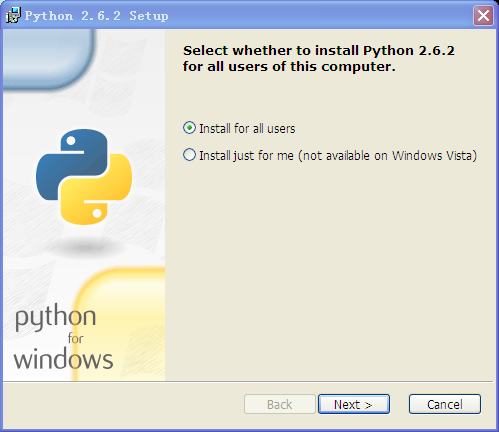 Python 2.6.2 Setup
Select whether to install Python 2.6.2
for all users of this computer.
Install for all users
Install just for me (not available on Windows Vista)
python
for
windows
Back
Next >
Cancel